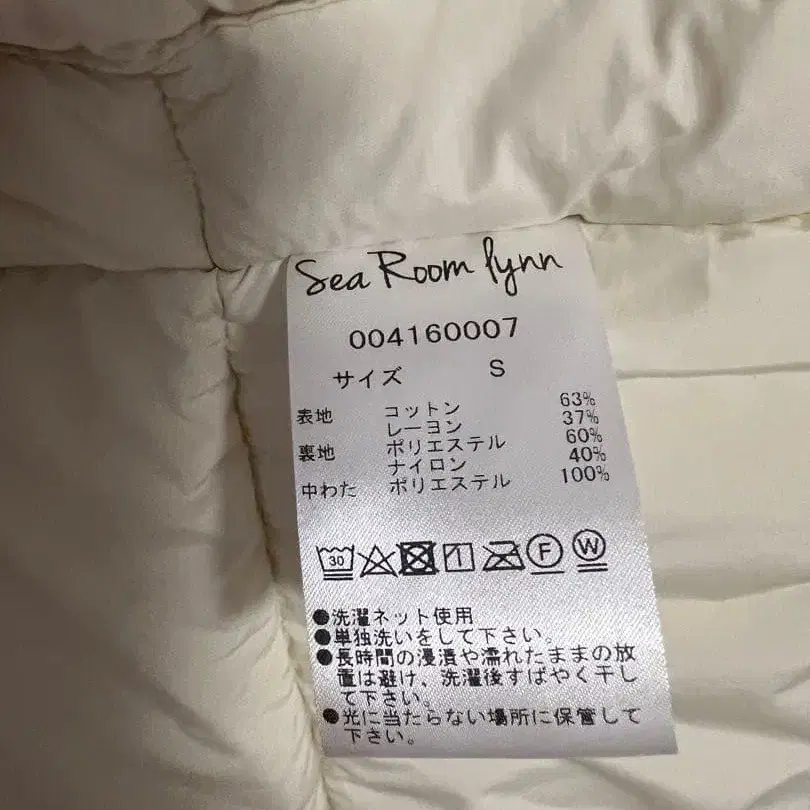 Sea Room lynn
004160007
サイズ S
表地 コットン 63%
レーヨン 37%
裏地 ポリエステル 60%
ナイロン 40%
中わた ポリエステル 100%
30 F W
●洗濯ネット使用
●単独洗いをして下さい。
●長時間の浸漬や濡れたままの放
置は避け、洗濯後すばやく干し
て下さい。
●光に当たらない場所に保管して
下さい。